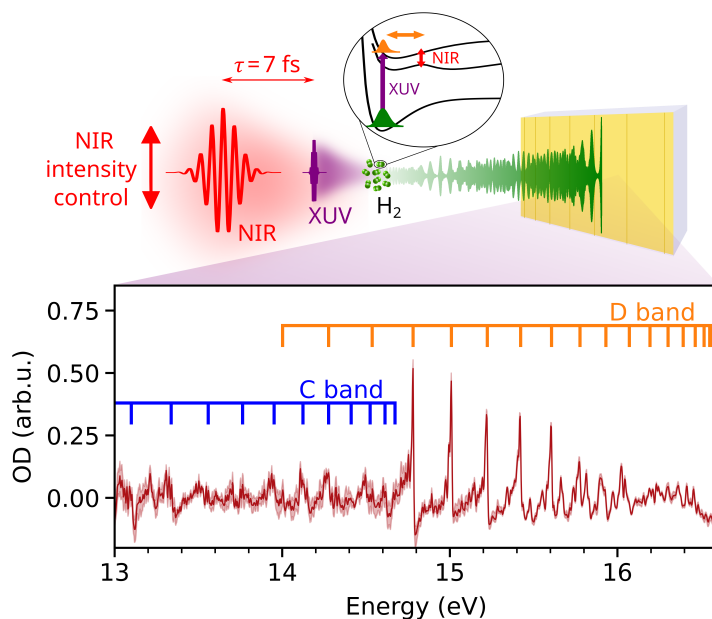 τ = 7 fs
NIR
XUV
NIR
intensity
control
NIR
XUV
H₂
0.75
0.50
0.25
0.00
OD (arb.u.)
D band
C band
13
14
15
16
Energy (eV)